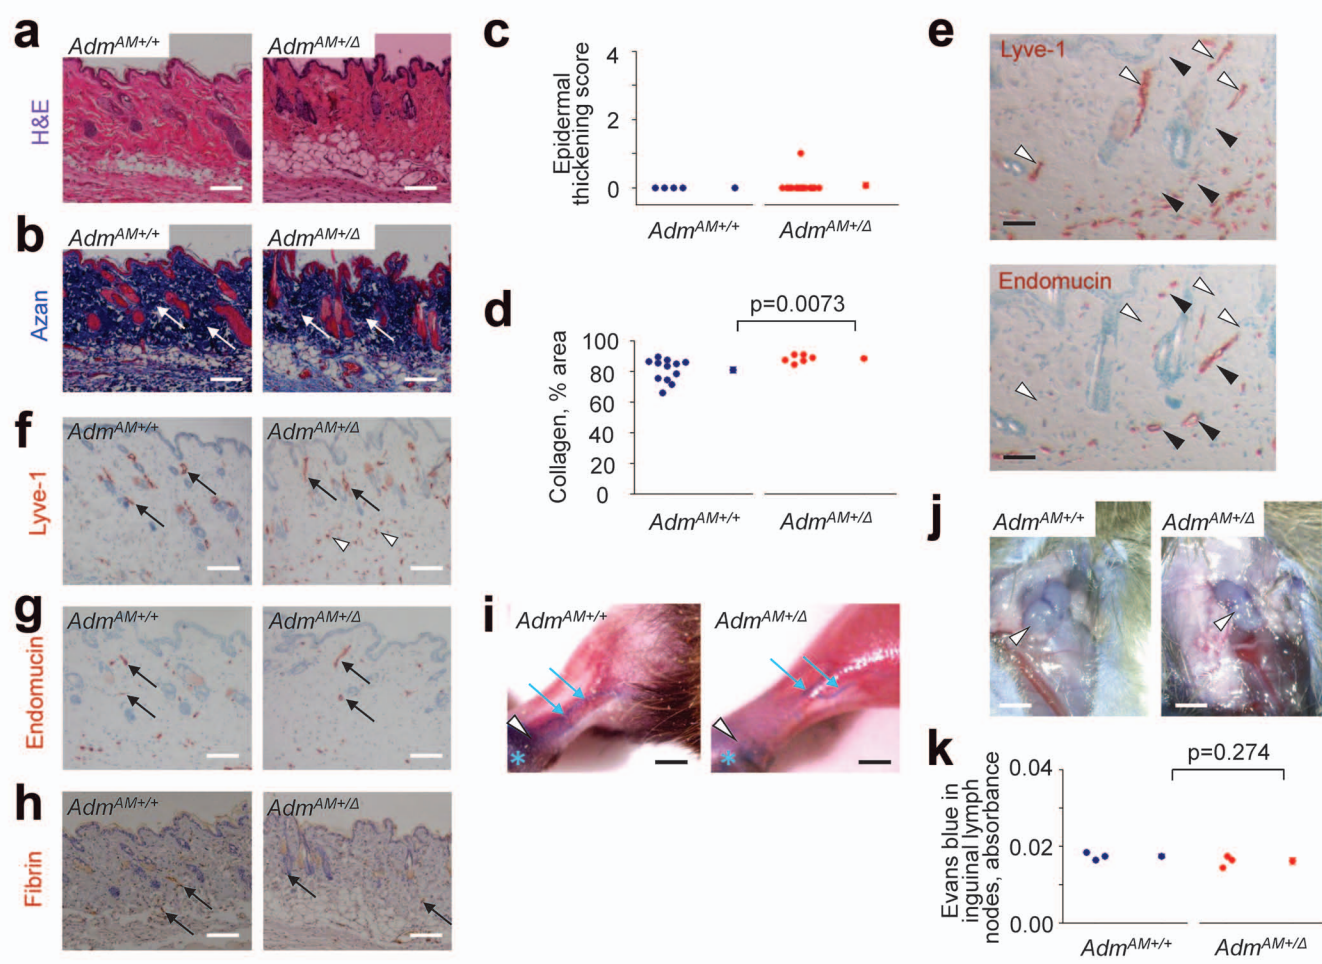 a
Adm^AM+/+
Adm^AM+/Δ
H&E
b
Adm^AM+/+
Adm^AM+/Δ
Azan
c
4
2
0
Epidermal
thickening score
Adm^AM+/+
Adm^AM+/Δ
d
p=0.0073
100
80
60
40
20
0
Collagen, % area
Adm^AM+/+
Adm^AM+/Δ
e
Lyve-1
Endomucin
f
Adm^AM+/+
Adm^AM+/Δ
Lyve-1
g
Adm^AM+/+
Adm^AM+/Δ
Endomucin
h
Adm^AM+/+
Adm^AM+/Δ
Fibrin
i
Adm^AM+/+
Adm^AM+/Δ
*
*
j
Adm^AM+/+
Adm^AM+/Δ
k
p=0.274
0.04
0.02
0.00
Evans blue in
inguinal lymph
nodes, absorbance
Adm^AM+/+
Adm^AM+/Δ